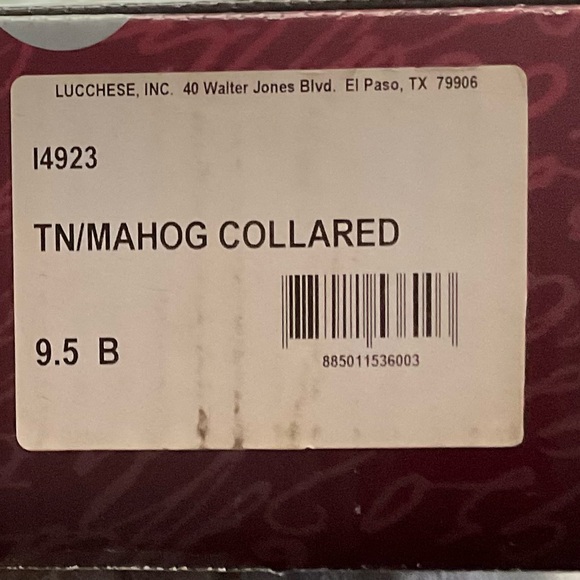 LUCCHESE, INC. 40 Walter Jones Blvd. El Paso, TX 79906
I4923
TN/MAHOG COLLARED
9.5 B
885011536003